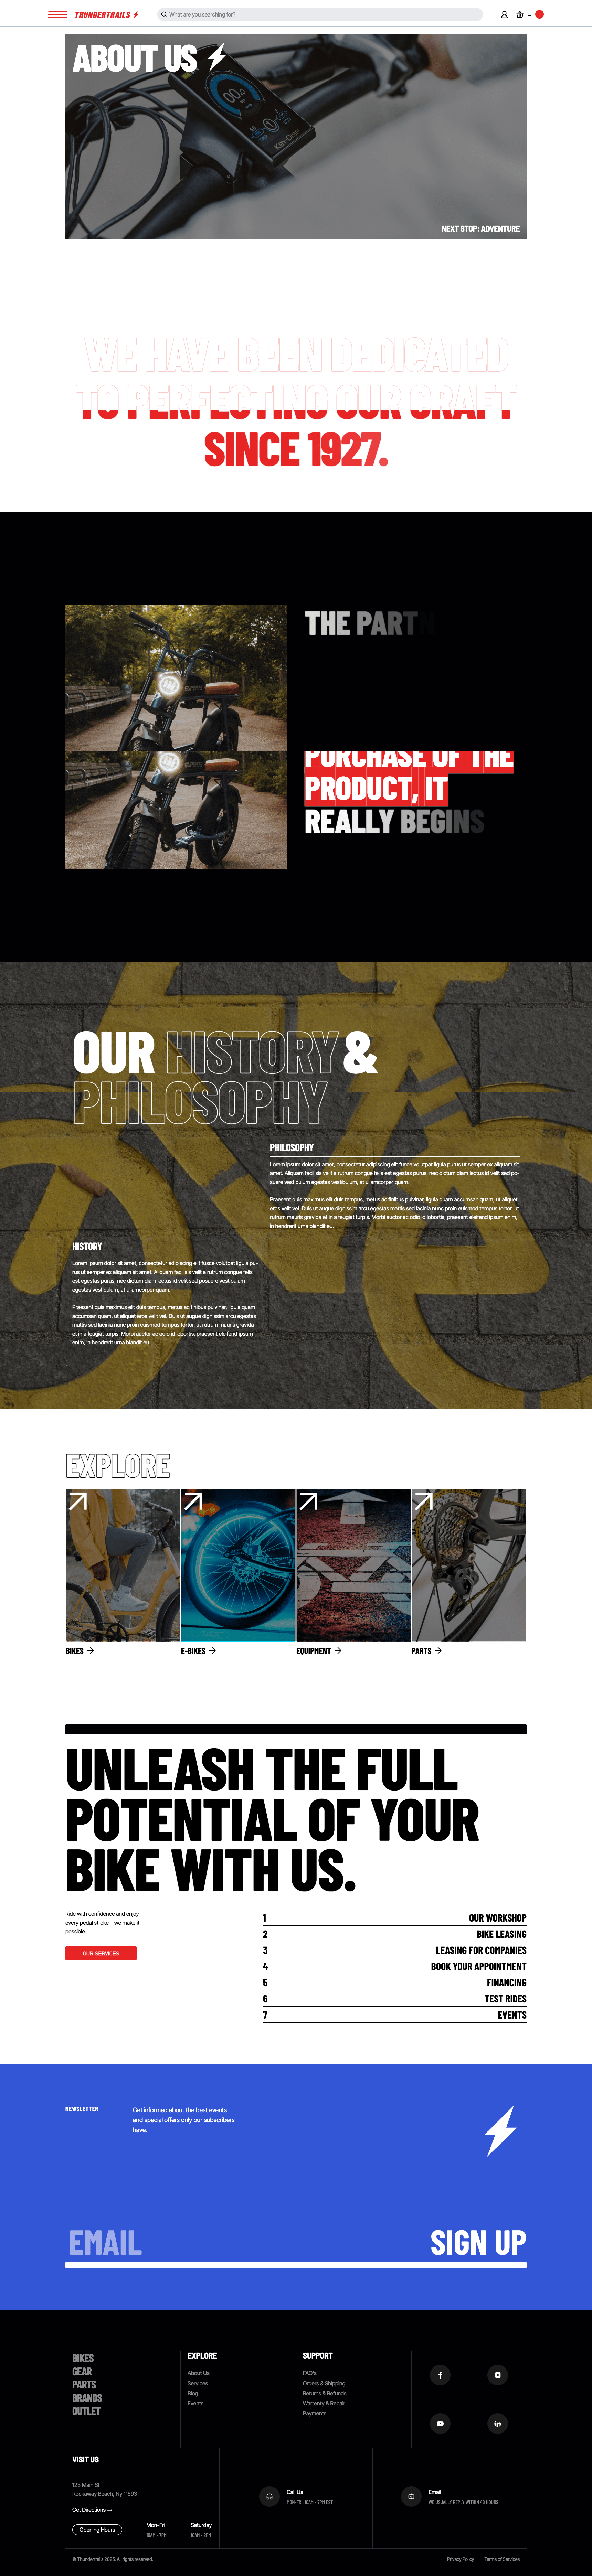 THUNDERTRAILS
What are you searching for?
0
ABOUT US
NEXT STOP: ADVENTURE
WE HAVE BEEN DEDICATED
TO PERFECTING OUR CRAFT
SINCE 1927.
THE PARTN
PURCHASE OF THE
PRODUCT, IT
REALLY BEGINS
OUR HISTORY &
PHILOSOPHY
PHILOSOPHY
Lorem ipsum dolor sit amet, consectetur adipiscing elit fusce volutpat ligula purus ut semper ex aliquam sit
amet. Aliquam facilisis velit a rutrum congue felis est egestas purus, nec dictum diam lectus id velit sed po-
suere vestibulum egestas vestibulum, at ullamcorper quam.
Praesent quis maximus elit duis tempus, metus ac finibus pulvinar, ligula quam accumsan quam, ut aliquet
eros velit vel. Duis ut augue dignissim arcu egestas mattis sed lacinia nunc proin euismod tempus tortor, ut
rutrum mauris gravida et in a feugiat turpis. Morbi auctor ac odio id lobortis, praesent eleifend ipsum enim,
in hendrerit urna blandit eu.
HISTORY
Lorem ipsum dolor sit amet, consectetur adipiscing elit fusce volutpat ligula pu-
rus ut semper ex aliquam sit amet. Aliquam facilisis velit a rutrum congue felis
est egestas purus, nec dictum diam lectus id velit sed posuere vestibulum
egestas vestibulum, at ullamcorper quam.
Praesent quis maximus elit duis tempus, metus ac finibus pulvinar, ligula quam
accumsan quam, ut aliquet eros velit vel. Duis ut augue dignissim arcu egestas
mattis sed lacinia nunc proin euismod tempus tortor, ut rutrum mauris gravida
et in a feugiat turpis. Morbi auctor ac odio id lobortis, praesent eleifend ipsum
enim, in hendrerit urna blandit eu.
EXPLORE
BIKES
E-BIKES
EQUIPMENT
PARTS
UNLEASH THE FULL
POTENTIAL OF YOUR
BIKE WITH US.
Ride with confidence and enjoy
every pedal stroke – we make it
possible.
OUR SERVICES
1 OUR WORKSHOP
2 BIKE LEASING
3 LEASING FOR COMPANIES
4 BOOK YOUR APPOINTMENT
5 FINANCING
6 TEST RIDES
7 EVENTS
NEWSLETTER
Get informed about the best events
and special offers only our subscribers
have.
EMAIL
SIGN UP
BIKES
GEAR
PARTS
BRANDS
OUTLET
EXPLORE
About Us
Services
Blog
Events
SUPPORT
FAQ's
Orders & Shipping
Returns & Refunds
Warrenty & Repair
Payments
VISIT US
123 Main St
Rockaway Beach, Ny 11693
Get Directions →
Opening Hours
Mon-Fri
10AM - 7PM
Saturday
10AM - 2PM
Call Us
MON-FRI: 10AM - 7PM EST
Email
WE USUALLY REPLY WITHIN 48 HOURS
© Thundertrails 2025. All rights reserved.
Privacy Policy
Terms of Services